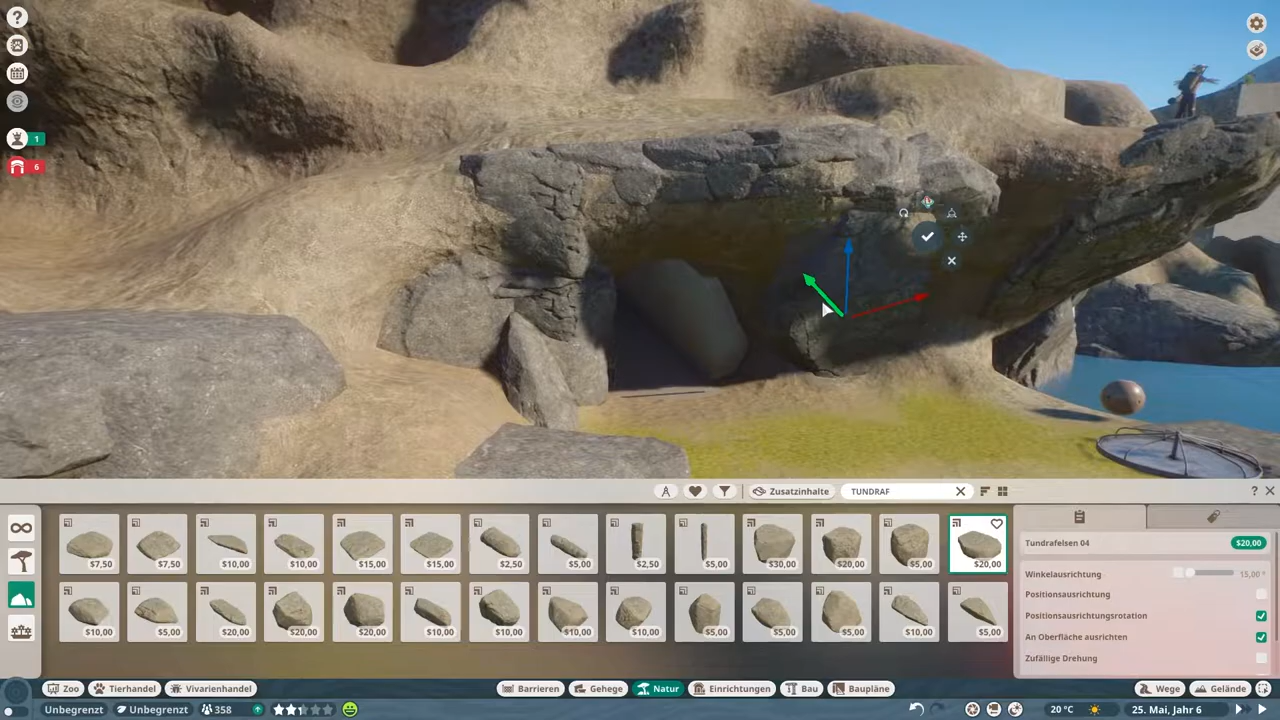 ?
1
6
Zusatzinhalte
TUNDRAF
? ×
$7,50 $7,50 $10,00 $10,00 $15,00 $15,00 $2,50 $5,00 $2,50 $5,00 $30,00 $20,00 $5,00 $20,00
$10,00 $5,00 $20,00 $20,00 $20,00 $10,00 $10,00 $10,00 $10,00 $5,00 $5,00 $5,00 $10,00 $5,00
Tundrafelsen 04 $20,00
Winkelausrichtung 15,00 °
Positionsausrichtung
Positionsausrichtungsrotation
An Oberfläche ausrichten
Zufällige Drehung
Zoo Tierhandel Vivarienhandel Barrieren Gehege Natur Einrichtungen Bau Baupläne Wege Gelände
Unbegrenzt Unbegrenzt 358 20 °C 25. Mai, Jahr 6